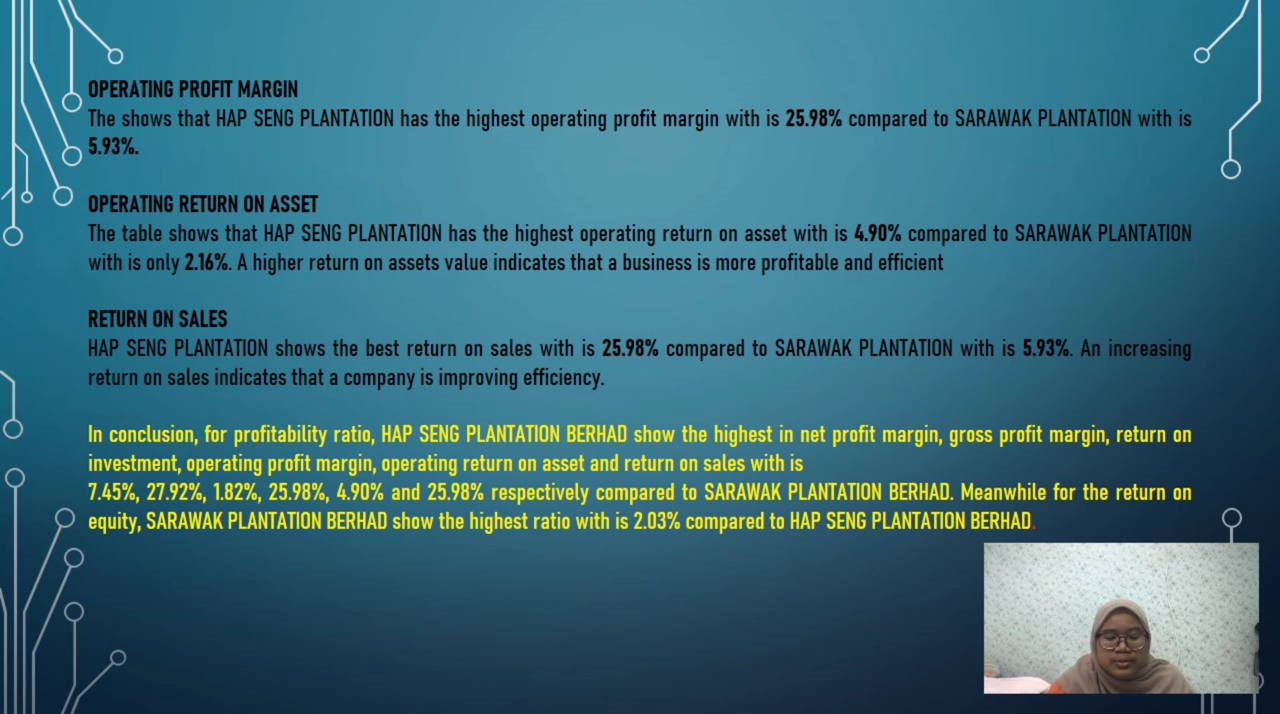 OPERATING PROFIT MARGIN
The shows that HAP SENG PLANTATION has the highest operating profit margin with is 25.98% compared to SARAWAK PLANTATION with is
5.93%.
OPERATING RETURN ON ASSET
The table shows that HAP SENG PLANTATION has the highest operating return on asset with is 4.90% compared to SARAWAK PLANTATION
with is only 2.16%. A higher return on assets value indicates that a business is more profitable and efficient
RETURN ON SALES
HAP SENG PLANTATION shows the best return on sales with is 25.98% compared to SARAWAK PLANTATION with is 5.93%. An increasing
return on sales indicates that a company is improving efficiency.
In conclusion, for profitability ratio, HAP SENG PLANTATION BERHAD show the highest in net profit margin, gross profit margin, return on
investment, operating profit margin, operating return on asset and return on sales with is
7.45%, 27.92%, 1.82%, 25.98%, 4.90% and 25.98% respectively compared to SARAWAK PLANTATION BERHAD. Meanwhile for the return on
equity, SARAWAK PLANTATION BERHAD show the highest ratio with is 2.03% compared to HAP SENG PLANTATION BERHAD.